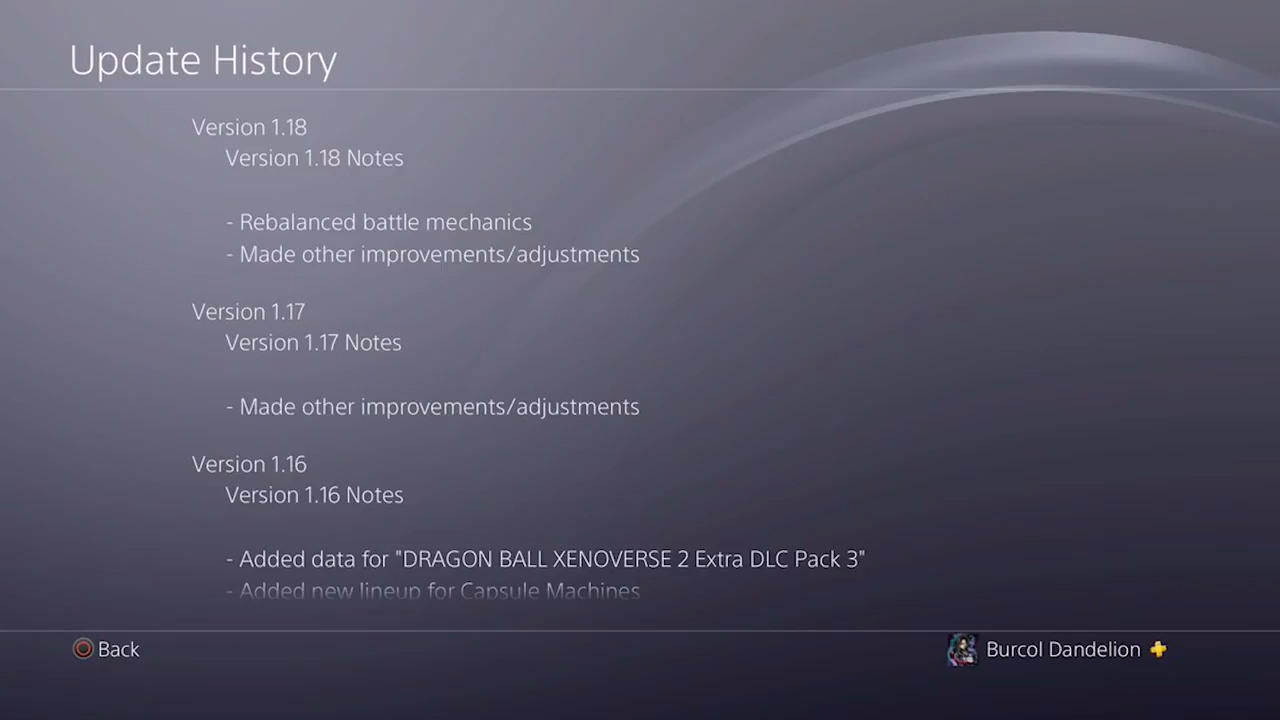 Update History
Version 1.18
Version 1.18 Notes
- Rebalanced battle mechanics
- Made other improvements/adjustments
Version 1.17
Version 1.17 Notes
- Made other improvements/adjustments
Version 1.16
Version 1.16 Notes
- Added data for "DRAGON BALL XENOVERSE 2 Extra DLC Pack 3"
- Added new lineup for Capsule Machines
Back
Burcol Dandelion